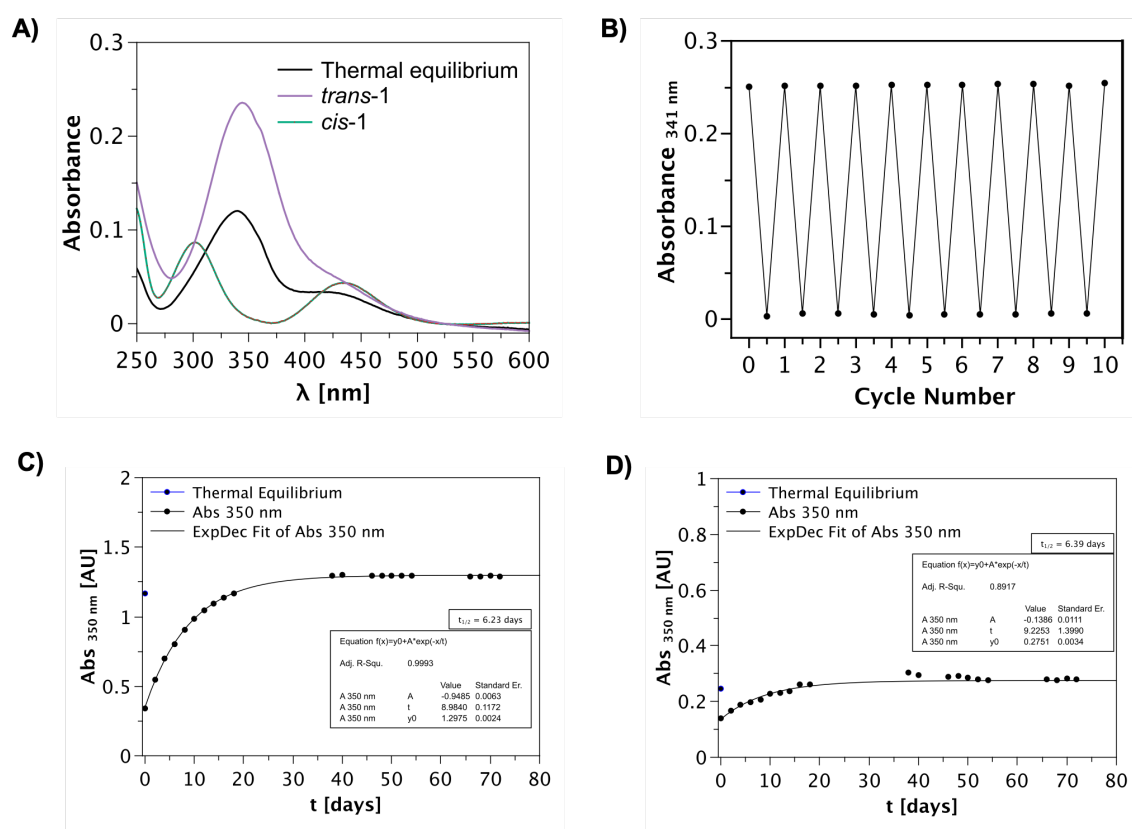 A)
0.3
0.2
0.1
0
Absorbance
Thermal equilibrium
trans-1
cis-1
250 300 350 400 450 500 550 600
λ [nm]
B)
0.3
0.2
0.1
0
Absorbance 341 nm
0 1 2 3 4 5 6 7 8 9 10
Cycle Number
C)
2
1.5
1
0.5
0
Abs 350 nm [AU]
Thermal Equilibrium
Abs 350 nm
ExpDec Fit of Abs 350 nm
t1/2 = 6.23 days
Equation f(x)=y0+A*exp(-x/t)
Adj. R-Squ. 0.9993
Value Standard Er.
A 350 nm A -0.9485 0.0063
A 350 nm t 8.9840 0.1172
A 350 nm y0 1.2975 0.0024
0 10 20 30 40 50 60 70 80
t [days]
D)
1
0.8
0.6
0.4
0.2
0
Abs 350 nm [AU]
Thermal Equilibrium
Abs 350 nm
ExpDec Fit of Abs 350 nm
t1/2 = 6.39 days
Equation f(x)=y0+A*exp(-x/t)
Adj. R-Squ. 0.8917
Value Standard Er.
A 350 nm A -0.1386 0.0111
A 350 nm t 9.2253 1.3990
A 350 nm y0 0.2751 0.0034
0 10 20 30 40 50 60 70 80
t [days]